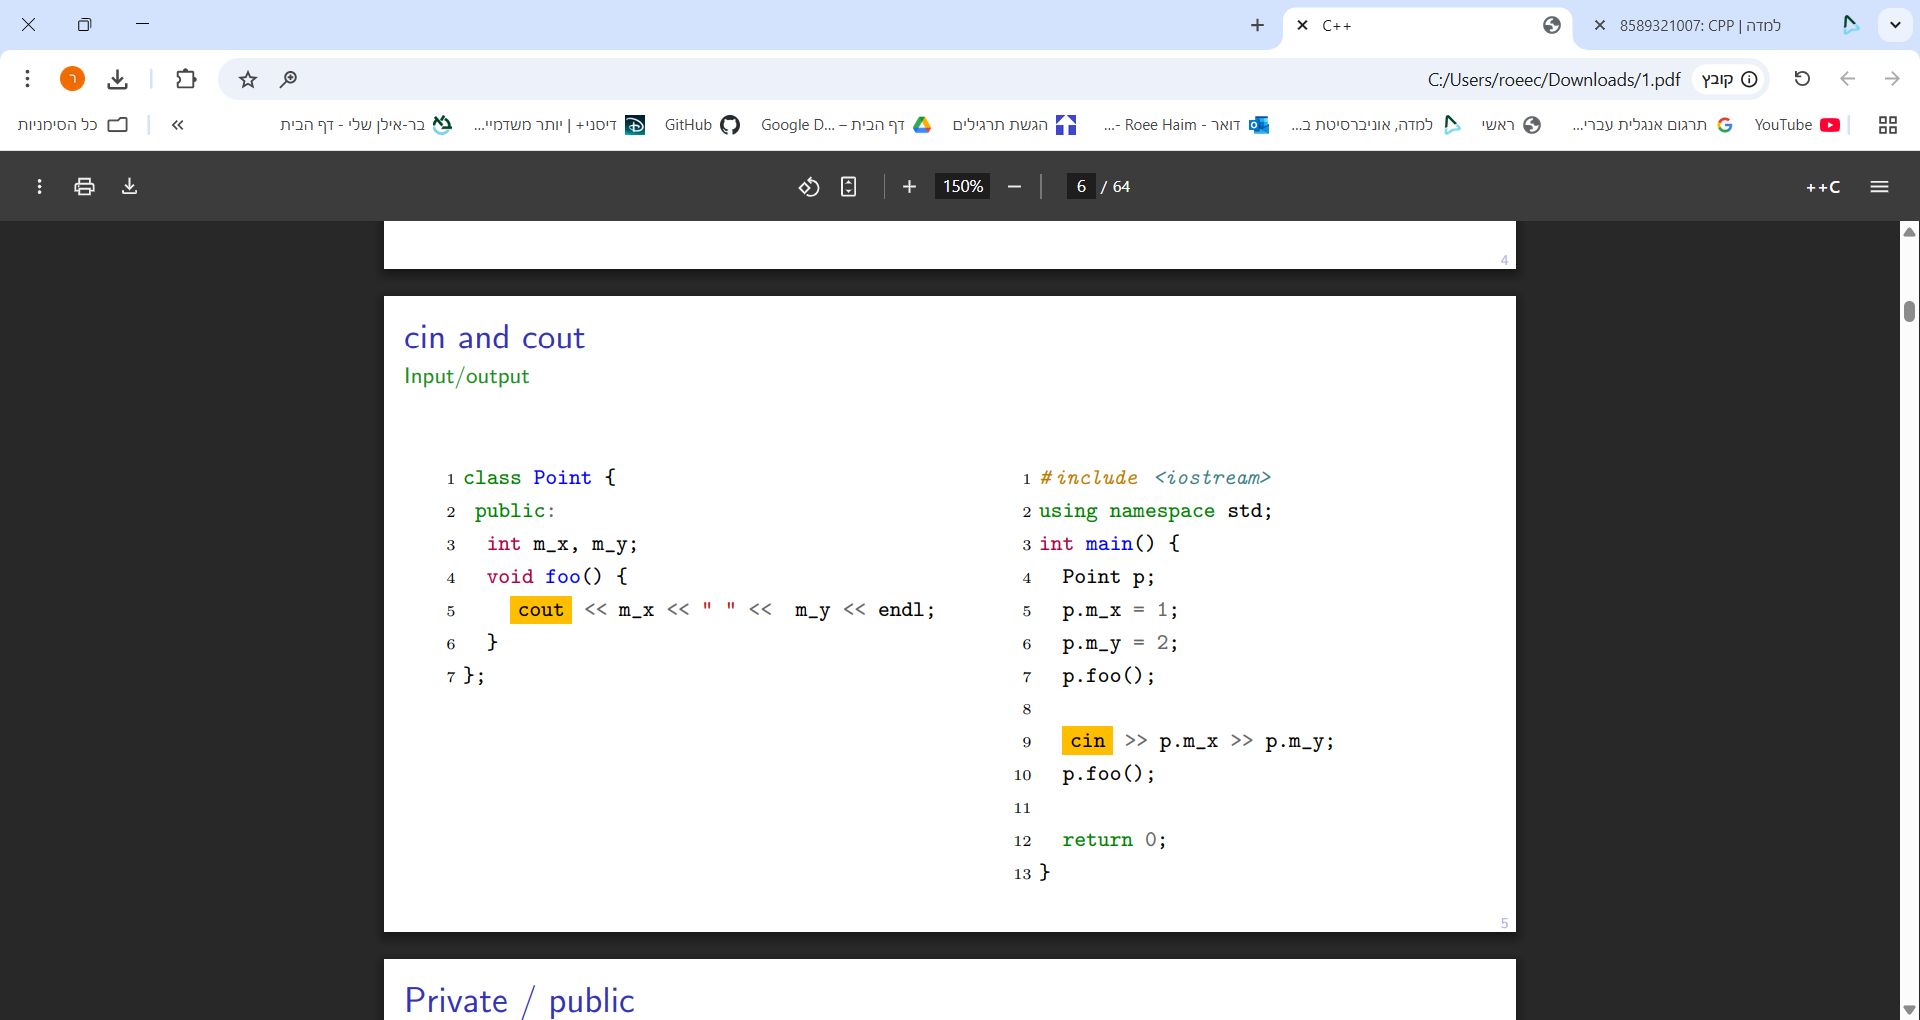 C++
8589321007: CPP | למדה
C:/Users/roeec/Downloads/1.pdf
קובץ
ר
כל הסימניות
»
בר-אילן שלי - דף הבית
דיסני+ | יותר משדמיי...
GitHub
Google D... – דף הבית
הגשת תרגילים
דואר - Roee Haim -...
למדה, אוניברסיטת ב...
ראשי
תרגום אנגלית עברי...
YouTube
150%
6 / 64
++C
4
cin and cout
Input/output
1 class Point {
2 public:
3 int m_x, m_y;
4 void foo() {
5 cout << m_x << " " << m_y << endl;
6 }
7 };
1 #include <iostream>
2 using namespace std;
3 int main() {
4 Point p;
5 p.m_x = 1;
6 p.m_y = 2;
7 p.foo();
8
9 cin >> p.m_x >> p.m_y;
10 p.foo();
11
12 return 0;
13 }
5
Private / public